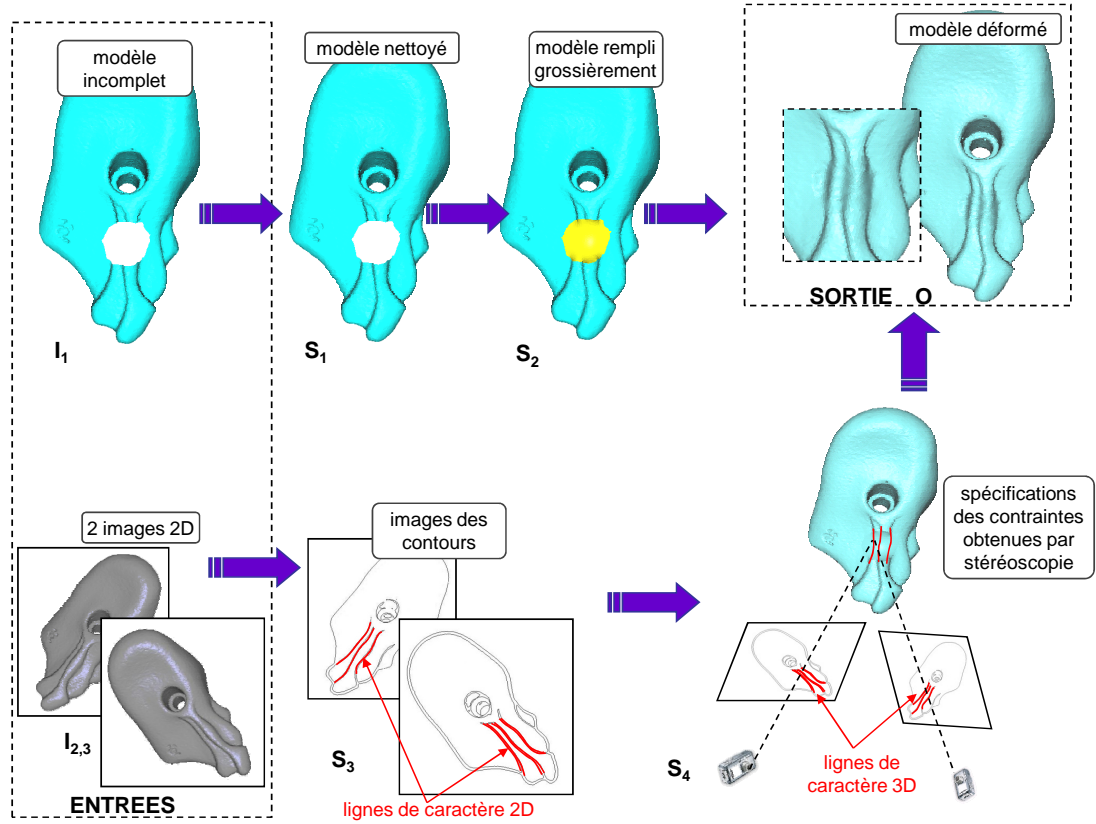 modèle
incomplet
modèle nettoyé
modèle rempli
grossièrement
modèle déformé
SORTIE O
I1
S1
S2
2 images 2D
images des
contours
spécifications
des contraintes
obtenues par
stéréoscopie
I2,3
S3
S4
lignes de
caractère 3D
ENTREES
lignes de caractère 2D